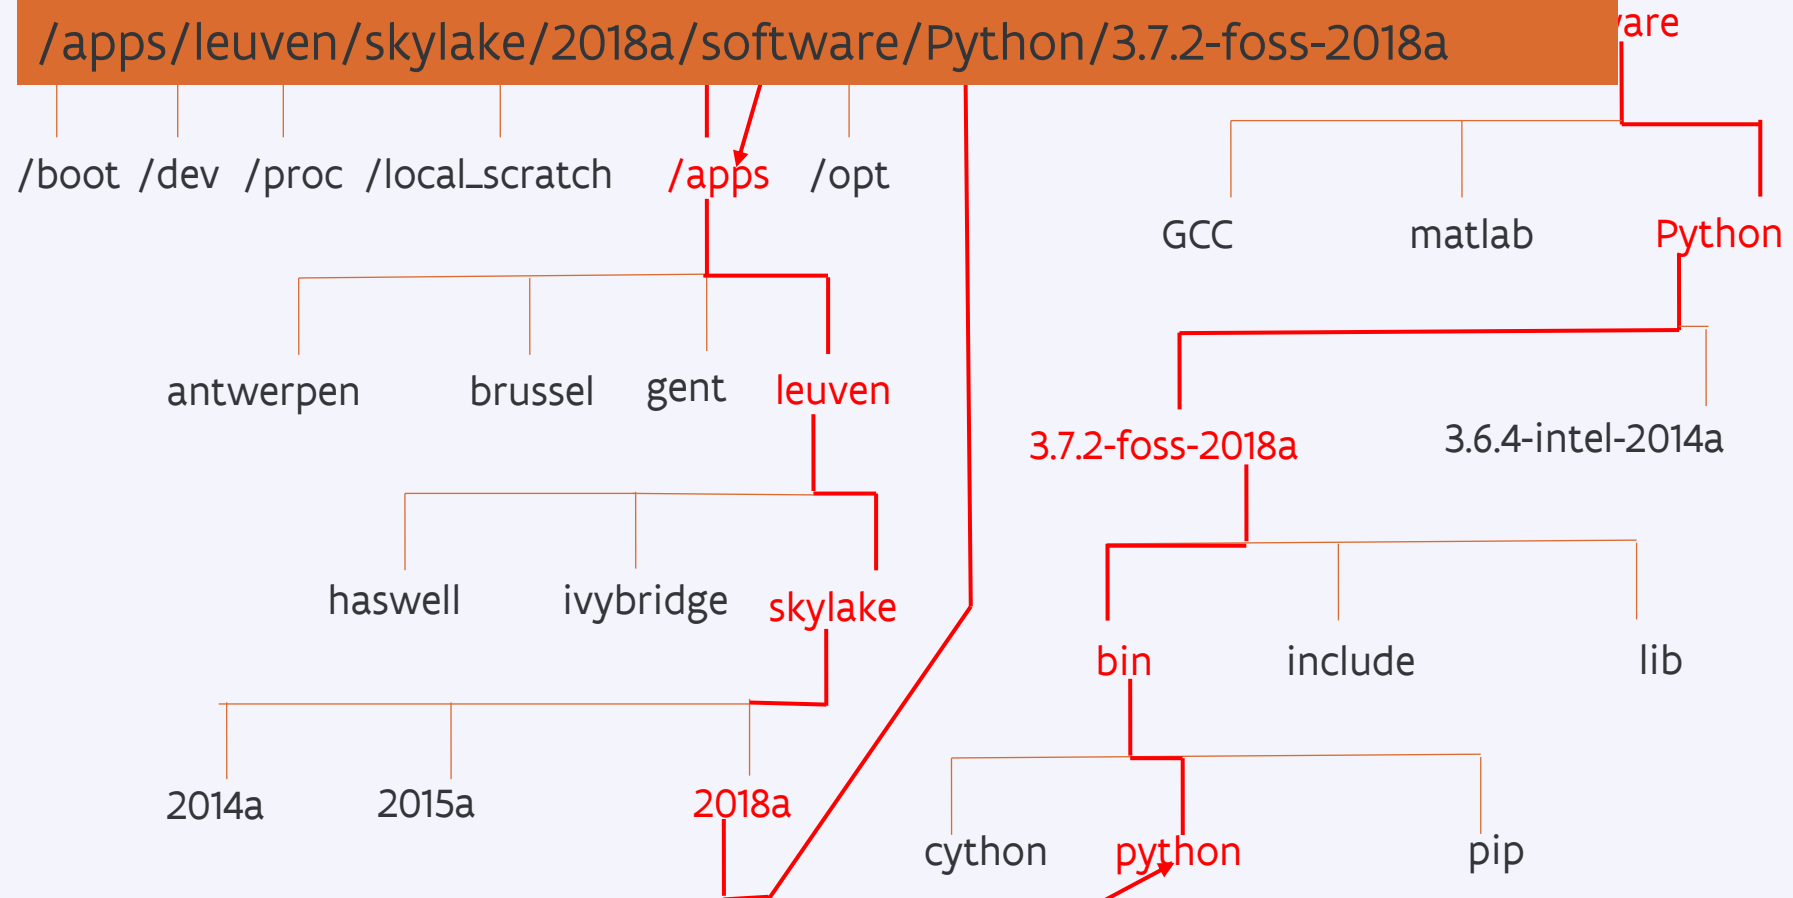 /apps/leuven/skylake/2018a/software/Python/3.7.2-foss-2018a
/boot /dev /proc /local_scratch /apps /opt
antwerpen brussel gent leuven
haswell ivybridge skylake
2014a 2015a 2018a
GCC matlab Python
3.7.2-foss-2018a 3.6.4-intel-2014a
bin include lib
cython python pip